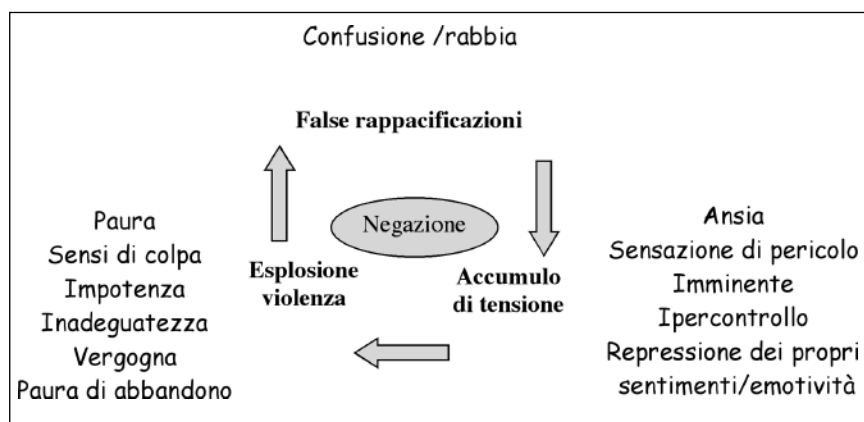 Confusione /rabbia
False rappacificazioni
Negazione
Paura
Sensi di colpa
Impotenza
Inadeguatezza
Vergogna
Paura di abbandono
Esplosione
violenza
Accumulo
di tensione
Ansia
Sensazione di pericolo
Imminente
Ipercontrollo
Repressione dei propri
sentimenti/emotività